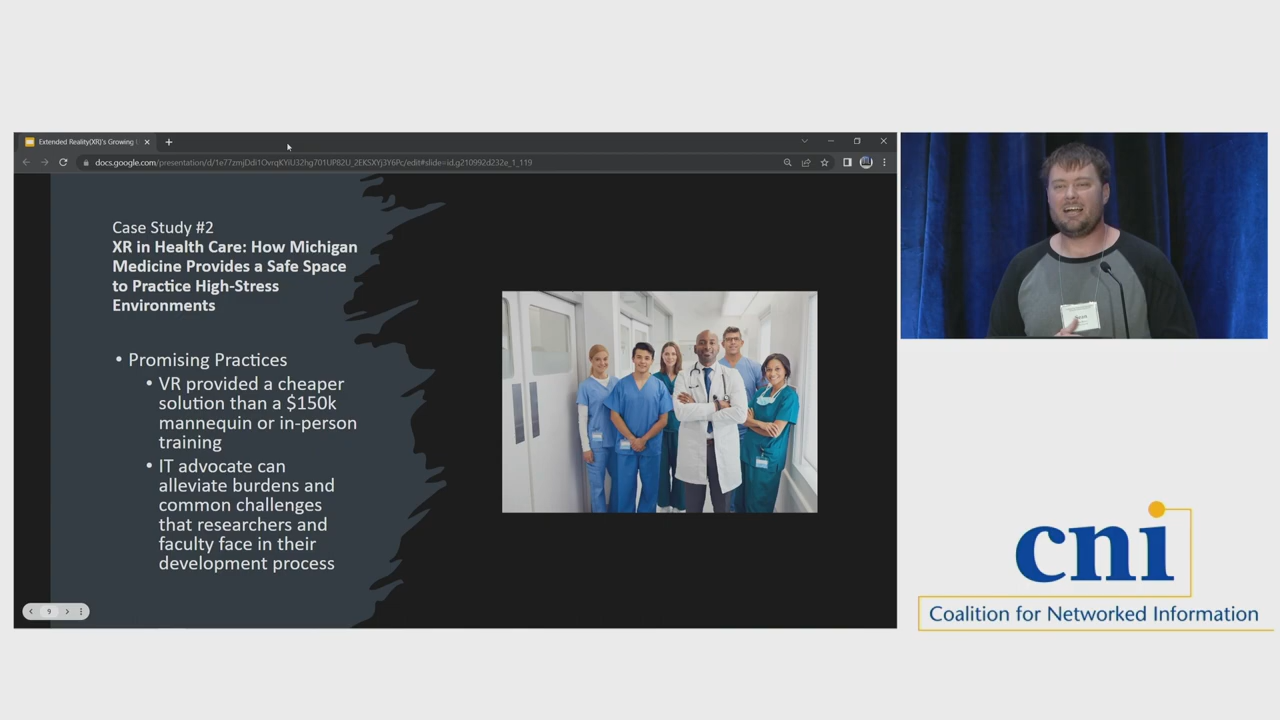 Extended Reality(XR)'s Growing
docs.google.com/presentation/d/1e77zmjDdi1OvrqKYiU32hg701UP82U_2EKSXYj3Y6Pc/edit#slide=id.g210992d232e_1_119
Case Study #2
XR in Health Care: How Michigan
Medicine Provides a Safe Space
to Practice High-Stress
Environments
• Promising Practices
• VR provided a cheaper
solution than a $150k
mannequin or in-person
training
• IT advocate can
alleviate burdens and
common challenges
that researchers and
faculty face in their
development process
9
cni
Coalition for Networked Information